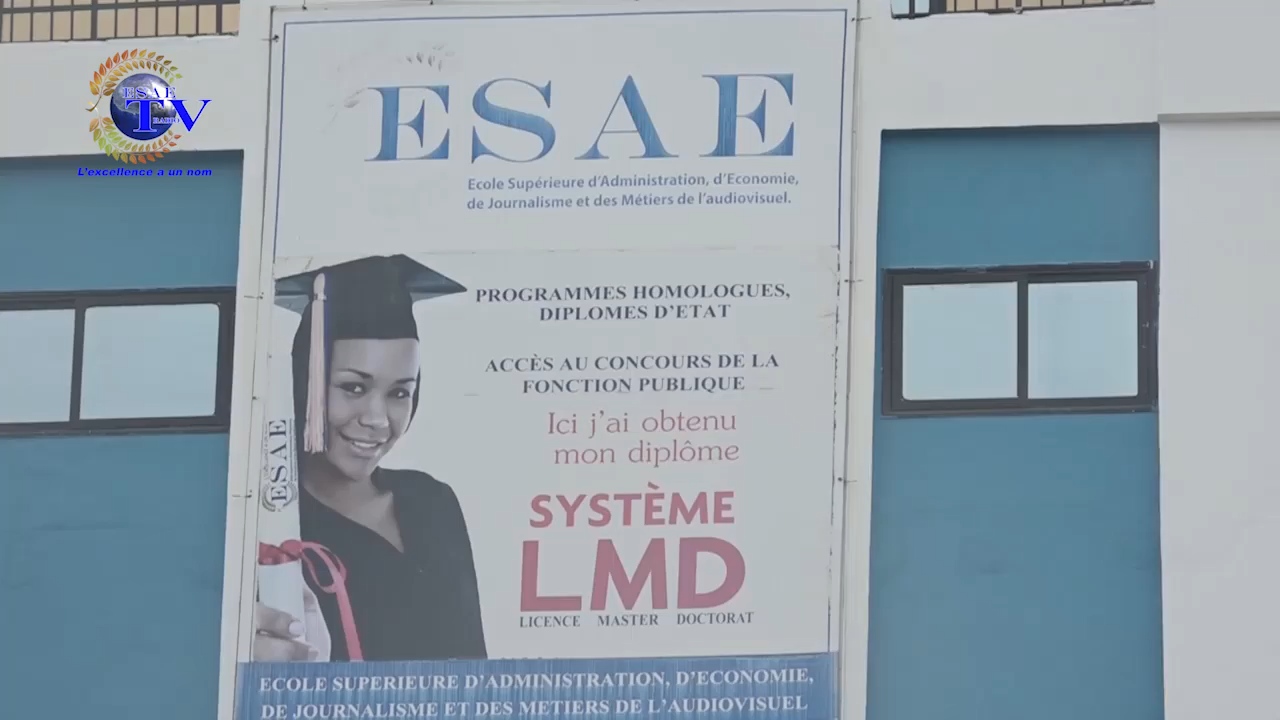 ESAE
TV
RADIO
L'excellence a un nom
ESAE
Ecole Supérieure d'Administration, d'Economie,
de Journalisme et des Métiers de l'audiovisuel.
PROGRAMMES HOMOLOGUES,
DIPLOMES D'ETAT
ACCÈS AU CONCOURS DE LA
FONCTION PUBLIQUE
Ici j'ai obtenu
mon diplôme
ESAE
SYSTÈME
LMD
LICENCE MASTER DOCTORAT
ECOLE SUPERIEURE D'ADMINISTRATION, D'ECONOMIE,
DE JOURNALISME ET DES METIERS DE L'AUDIOVISUEL